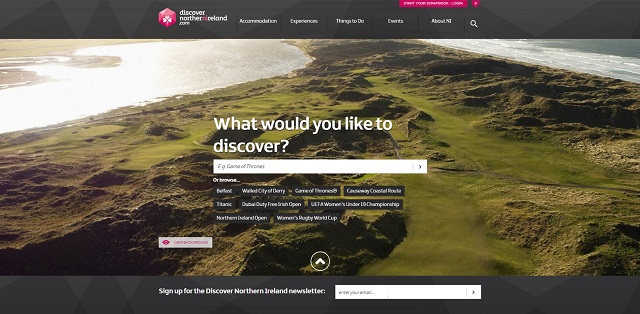 START YOUR SCRAPBOOK - LOGIN
discover
northernireland
.com
Accommodation Experiences Things to Do Events About NI
What would you like to
discover?
E.g. Game of Thrones
Or browse...
Belfast Walled City of Derry Game of Thrones® Causeway Coastal Route
Titanic Dubai Duty Free Irish Open UEFA Women's Under 19 Championship
Northern Ireland Open Women's Rugby World Cup
VIEW BACKGROUND
Sign up for the Discover Northern Ireland newsletter:
enter your email...